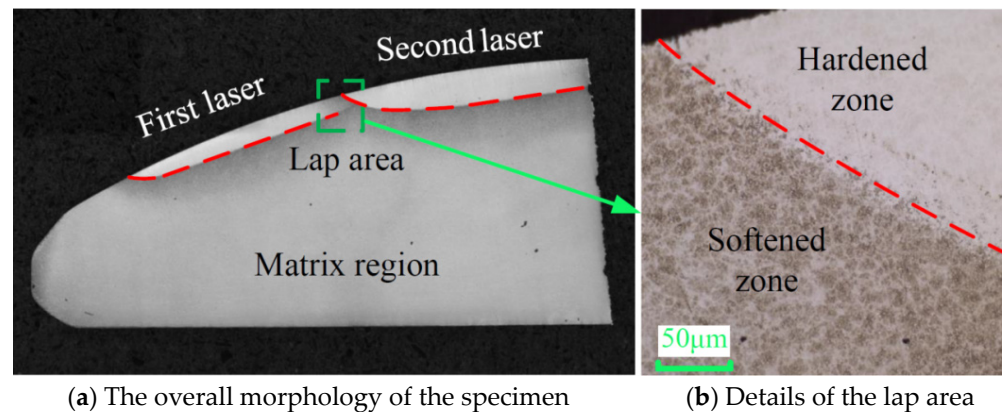 Second laser
First laser
Lap area
Matrix region
Hardened
zone
Softened
zone
50μm
(a) The overall morphology of the specimen
(b) Details of the lap area